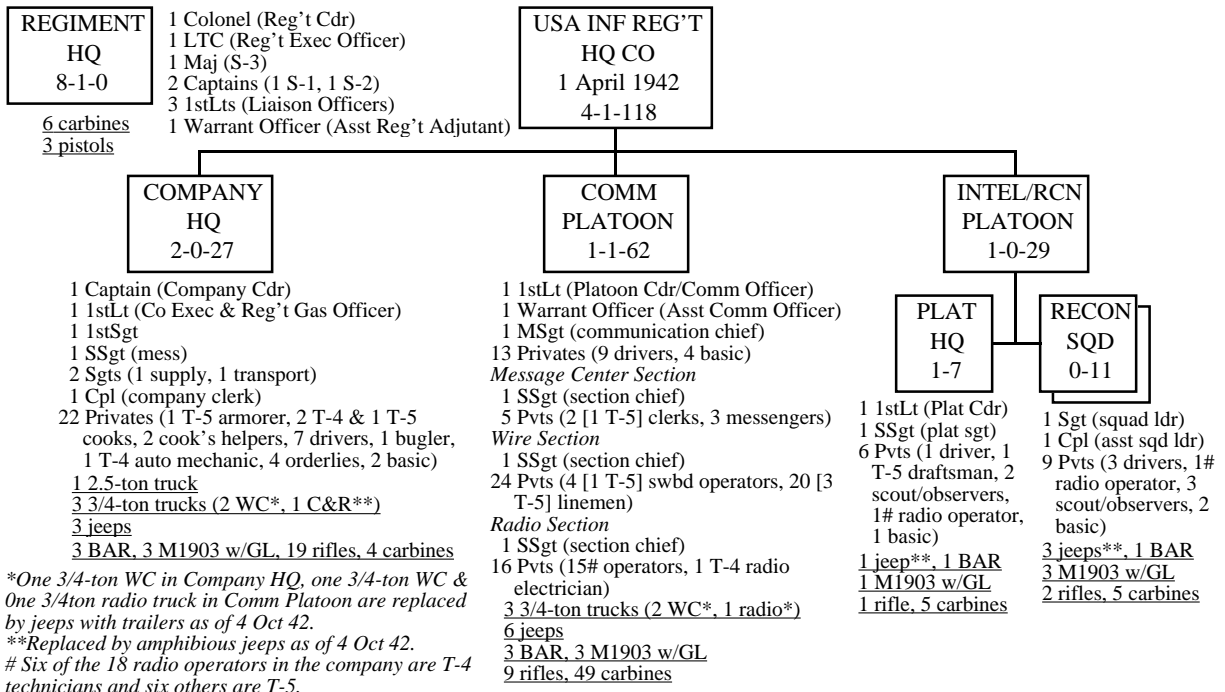 REGIMENT
HQ
8-1-0
6 carbines
3 pistols
1 Colonel (Reg't Cdr)
1 LTC (Reg't Exec Officer)
1 Maj (S-3)
2 Captains (1 S-1, 1 S-2)
3 1stLts (Liaison Officers)
1 Warrant Officer (Asst Reg't Adjutant)
USA INF REG'T
HQ CO
1 April 1942
4-1-118
COMPANY
HQ
2-0-27
1 Captain (Company Cdr)
1 1stLt (Co Exec & Reg't Gas Officer)
1 1stSgt
1 SSgt (mess)
2 Sgts (1 supply, 1 transport)
1 Cpl (company clerk)
22 Privates (1 T-5 armorer, 2 T-4 & 1 T-5
cooks, 2 cook's helpers, 7 drivers, 1 bugler,
1 T-4 auto mechanic, 4 orderlies, 2 basic)
1 2.5-ton truck
3 3/4-ton trucks (2 WC*, 1 C&R**)
3 jeeps
3 BAR, 3 M1903 w/GL, 19 rifles, 4 carbines
*One 3/4-ton WC in Company HQ, one 3/4-ton WC &
0ne 3/4ton radio truck in Comm Platoon are replaced
by jeeps with trailers as of 4 Oct 42.
**Replaced by amphibious jeeps as of 4 Oct 42.
# Six of the 18 radio operators in the company are T-4
technicians and six others are T-5.
COMM
PLATOON
1-1-62
1 1stLt (Platoon Cdr/Comm Officer)
1 Warrant Officer (Asst Comm Officer)
1 MSgt (communication chief)
13 Privates (9 drivers, 4 basic)
Message Center Section
1 SSgt (section chief)
5 Pvts (2 [1 T-5] clerks, 3 messengers)
Wire Section
1 SSgt (section chief)
24 Pvts (4 [1 T-5] swbd operators, 20 [3
T-5] linemen)
Radio Section
1 SSgt (section chief)
16 Pvts (15# operators, 1 T-4 radio
electrician)
3 3/4-ton trucks (2 WC*, 1 radio*)
6 jeeps
3 BAR, 3 M1903 w/GL
9 rifles, 49 carbines
INTEL/RCN
PLATOON
1-0-29
PLAT
HQ
1-7
1 1stLt (Plat Cdr)
1 SSgt (plat sgt)
6 Pvts (1 driver, 1
T-5 draftsman, 2
scout/observers,
1# radio operator,
1 basic)
1 jeep**, 1 BAR
1 M1903 w/GL
1 rifle, 5 carbines
RECON
SQD
0-11
1 Sgt (squad ldr)
1 Cpl (asst sqd ldr)
9 Pvts (3 drivers, 1#
radio operator, 3
scout/observers, 2
basic)
3 jeeps**, 1 BAR
3 M1903 w/GL
2 rifles, 5 carbines